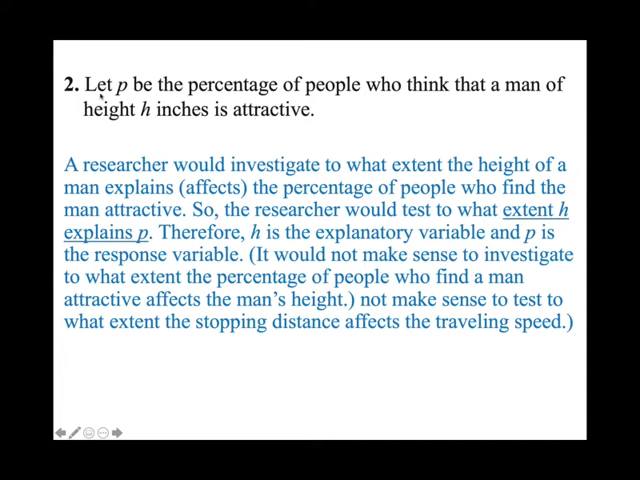 2. Let p be the percentage of people who think that a man of
height h inches is attractive.
A researcher would investigate to what extent the height of a
man explains (affects) the percentage of people who find the
man attractive. So, the researcher would test to what extent h
explains p. Therefore, h is the explanatory variable and p is
the response variable. (It would not make sense to investigate
to what extent the percentage of people who find a man
attractive affects the man’s height.) not make sense to test to
what extent the stopping distance affects the traveling speed.)